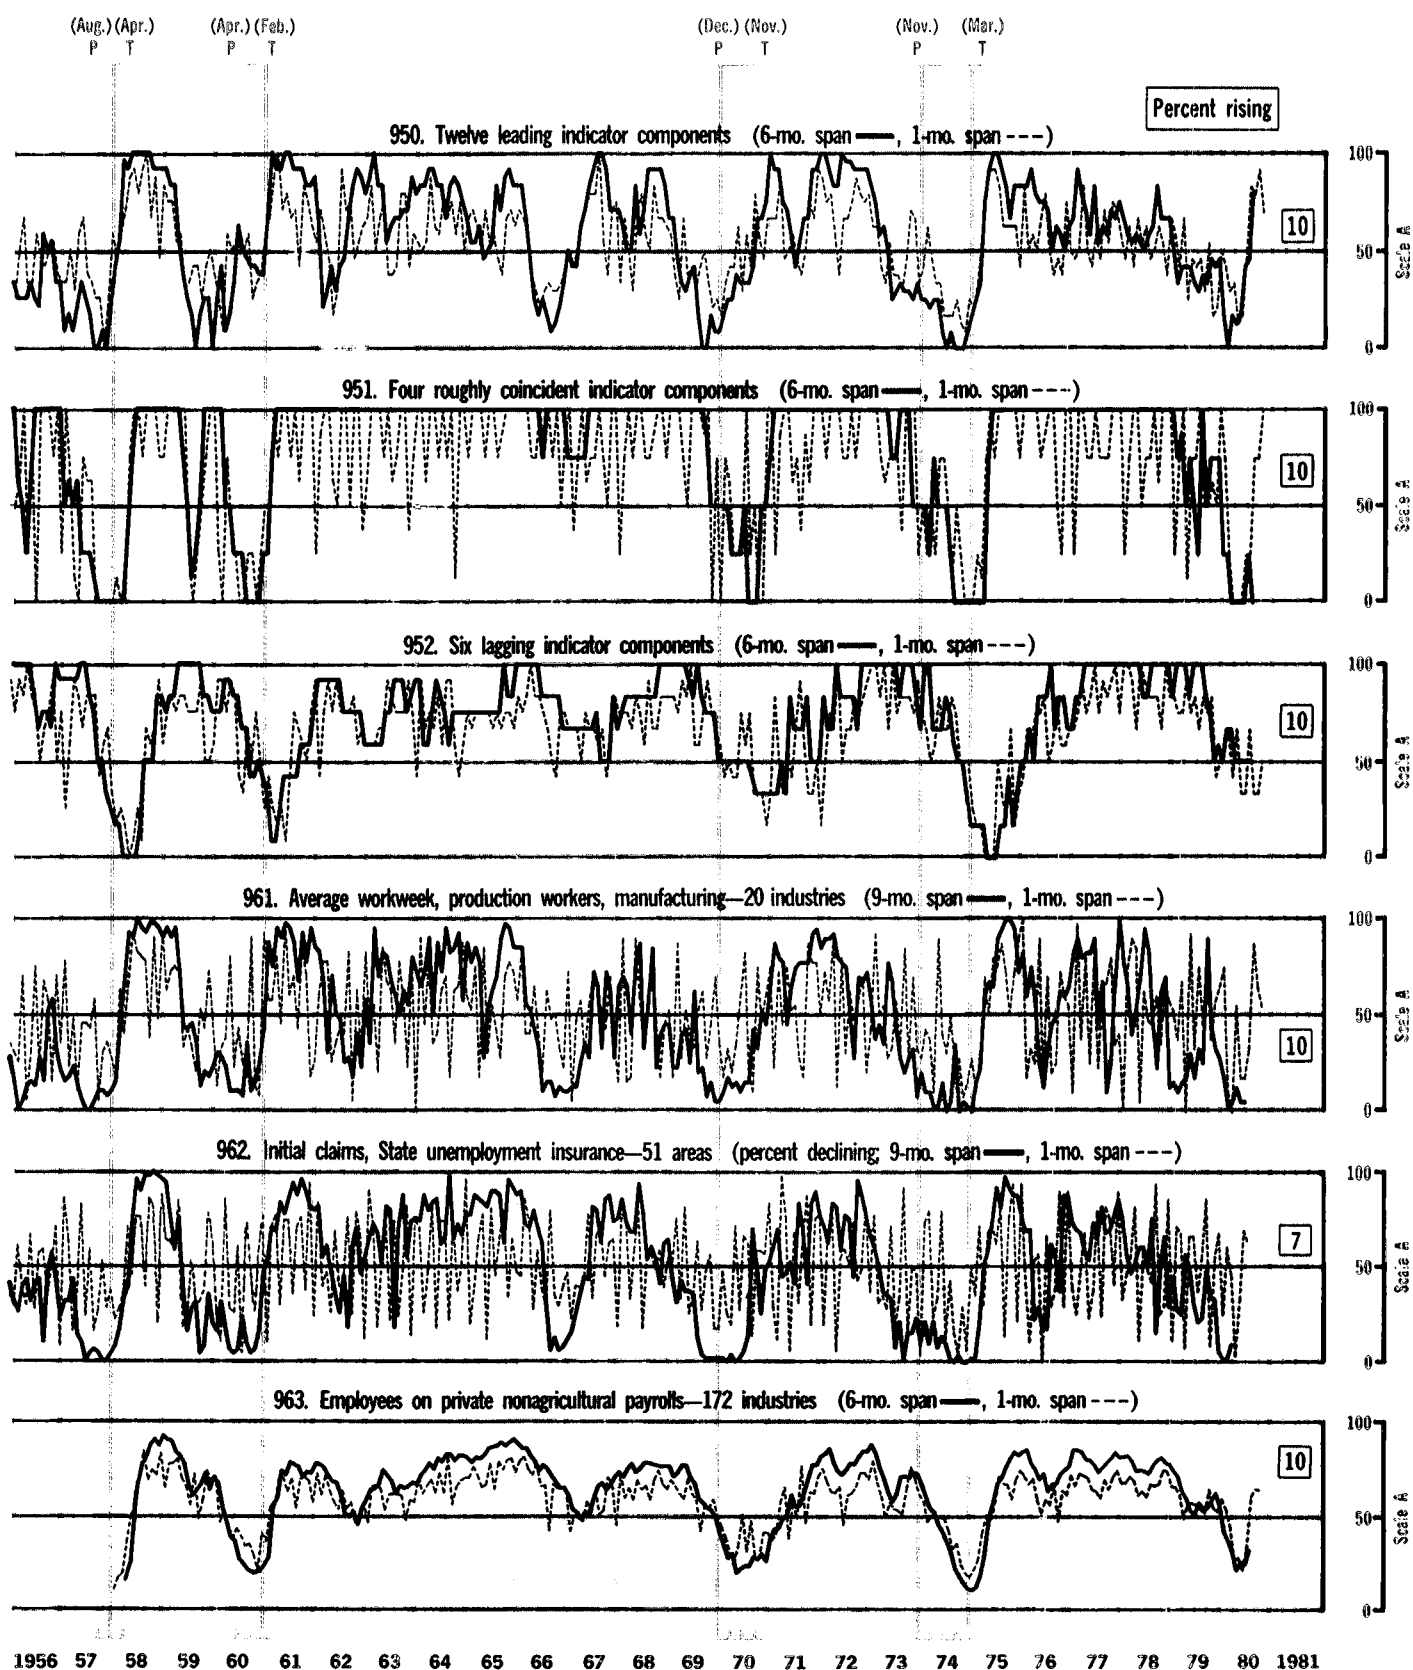 (Aug.) (Apr.) (Apr.) (Feb.) (Dec.) (Nov.) (Nov.) (Mar.)
P T P T P T P T
Percent rising
950. Twelve leading indicator components (6-mo. span —, 1-mo. span ---)
100
10
50
Scale A
0
951. Four roughly coincident indicator components (6-mo. span —, 1-mo. span ---)
100
10
50
Scale A
0
952. Six lagging indicator components (6-mo. span —, 1-mo. span ---)
100
10
50
Scale A
0
961. Average workweek, production workers, manufacturing—20 industries (9-mo. span —, 1-mo. span ---)
100
50
10
Scale A
0
962. Initial claims, State unemployment insurance—51 areas (percent declining; 9-mo. span —, 1-mo. span ---)
100
7
50
Scale A
0
963. Employees on private nonagricultural payrolls—172 industries (6-mo. span —, 1-mo. span ---)
100
10
50
Scale A
0
1956 57 58 59 60 61 62 63 64 65 66 67 68 69 70 71 72 73 74 75 76 77 78 79 80 1981